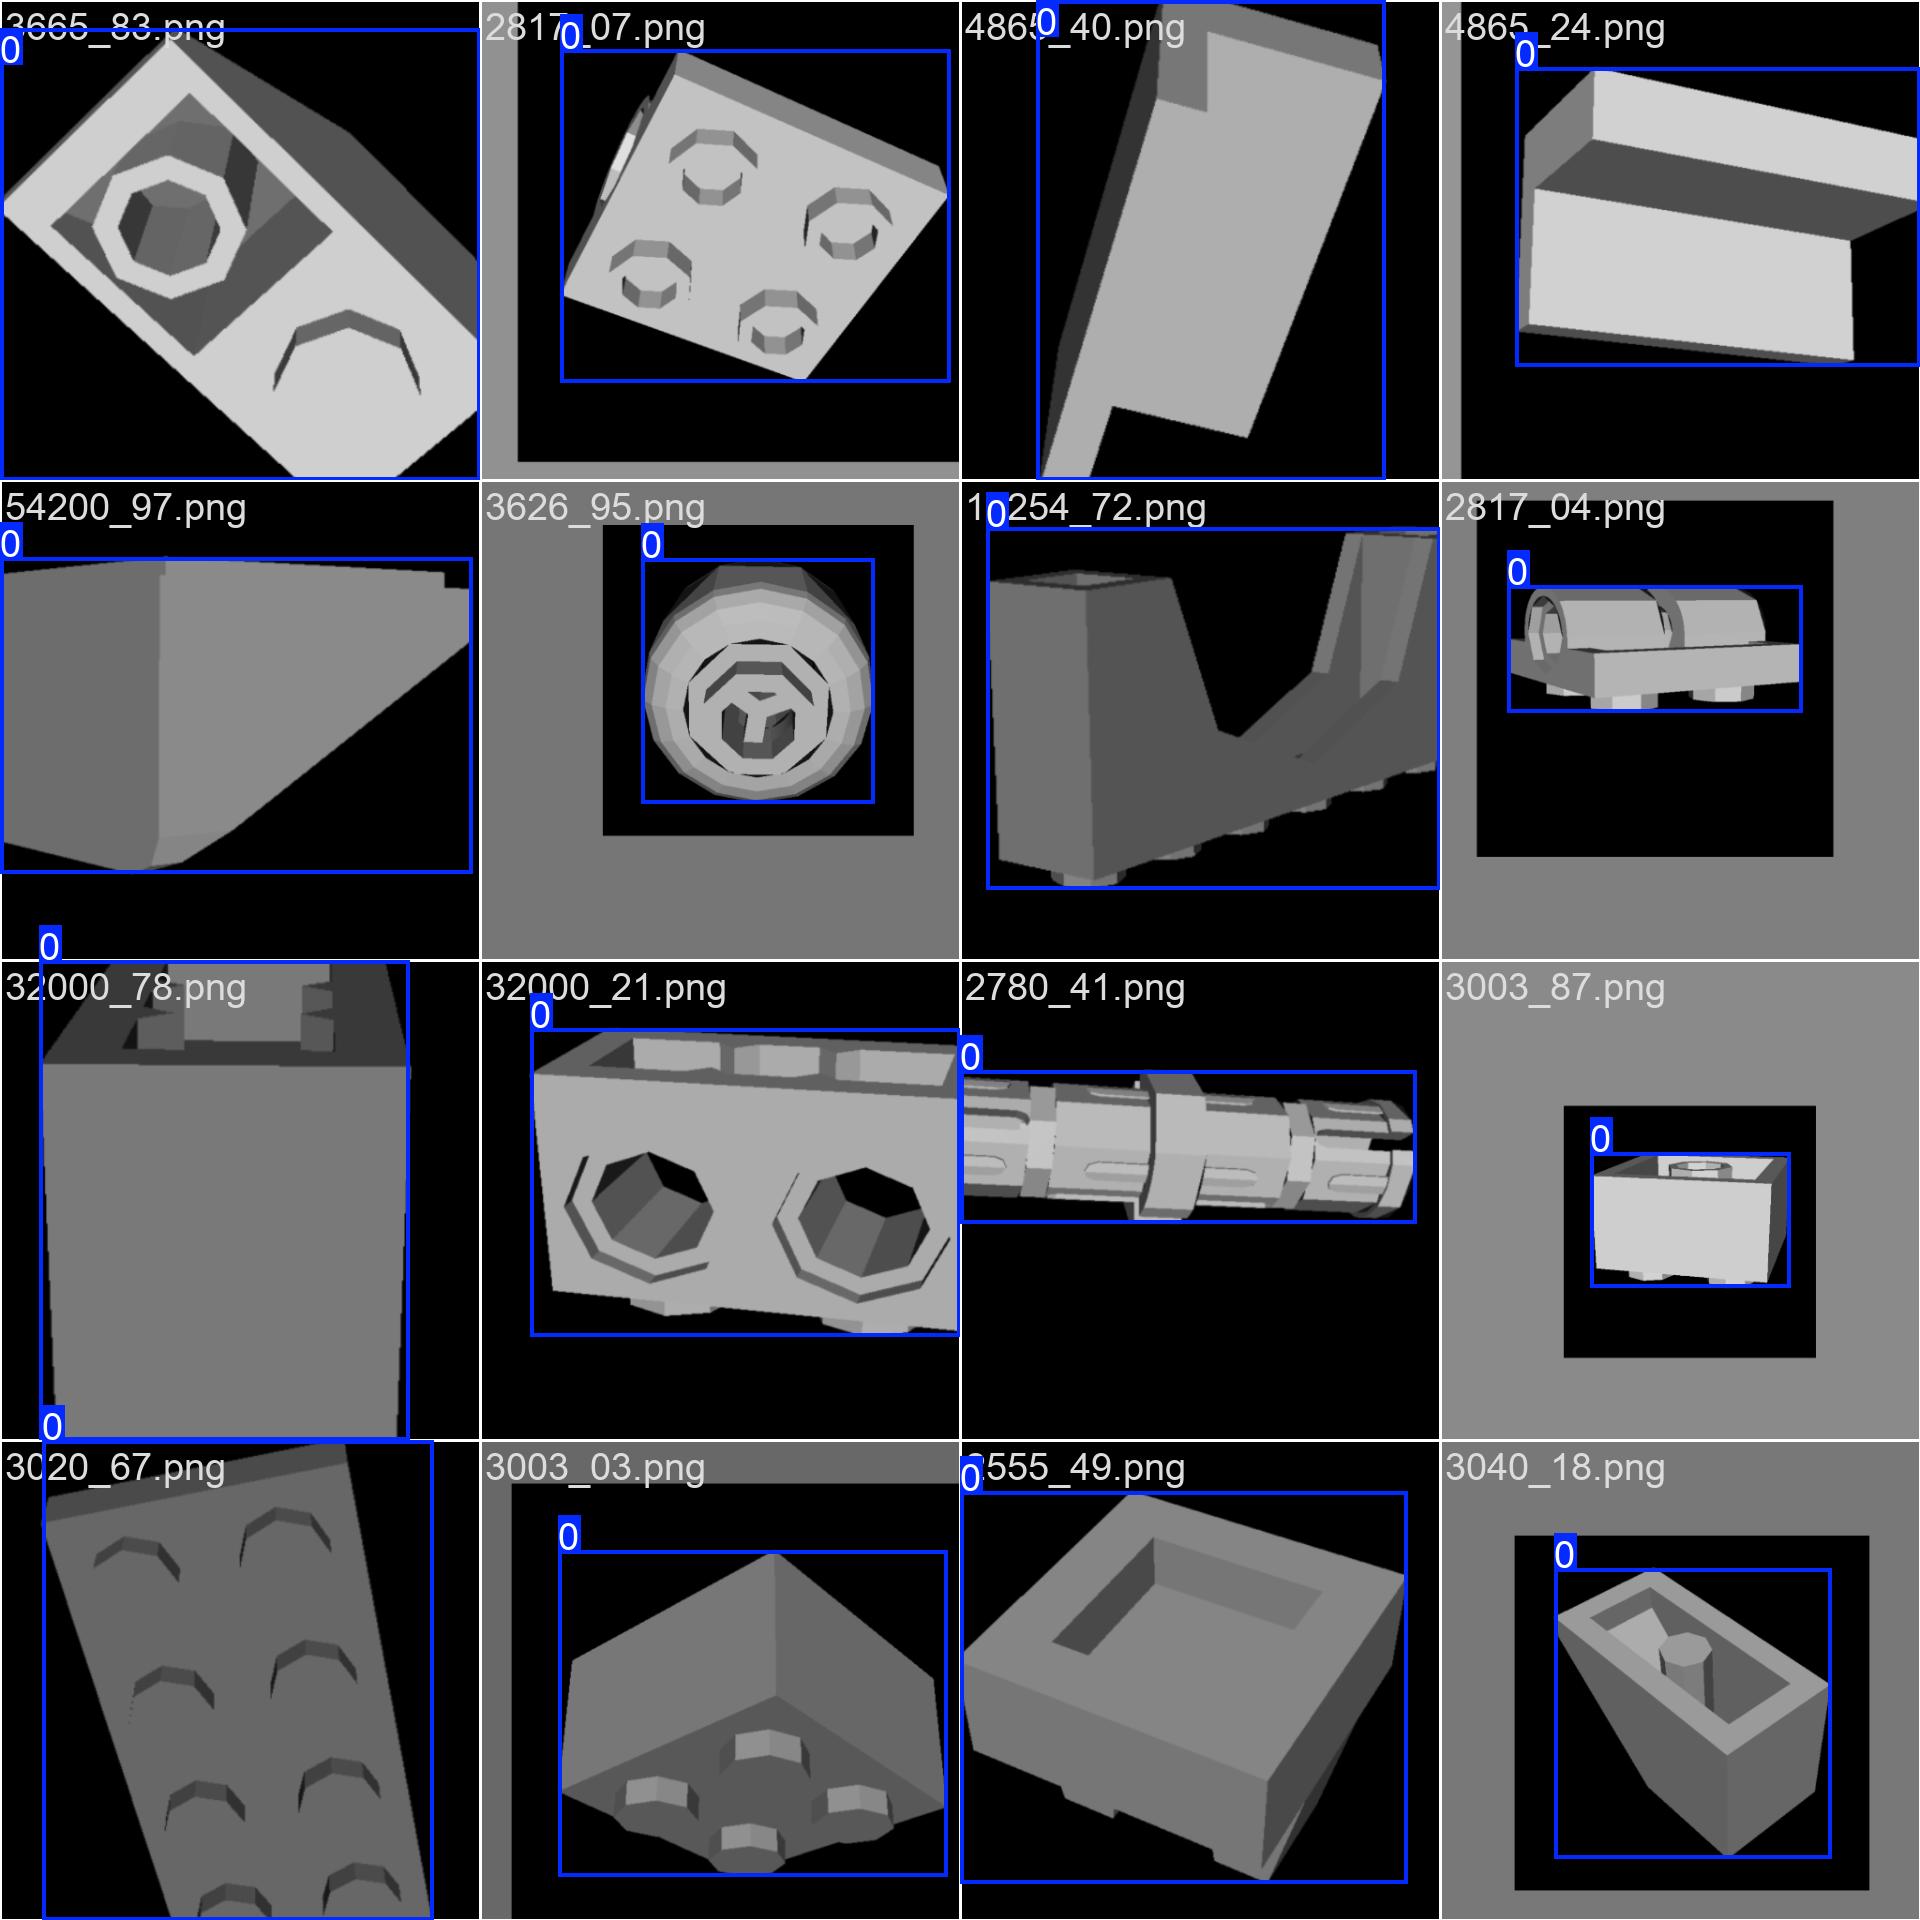 3665_83.png
0
2817_07.png
0
4865_40.png
0
4865_24.png
0
54200_97.png
0
3626_95.png
0
10254_72.png
0
2817_04.png
0
32000_78.png
0
32000_21.png
0
2780_41.png
0
3003_87.png
0
3020_67.png
0
3003_03.png
0
2555_49.png
0
3040_18.png
0